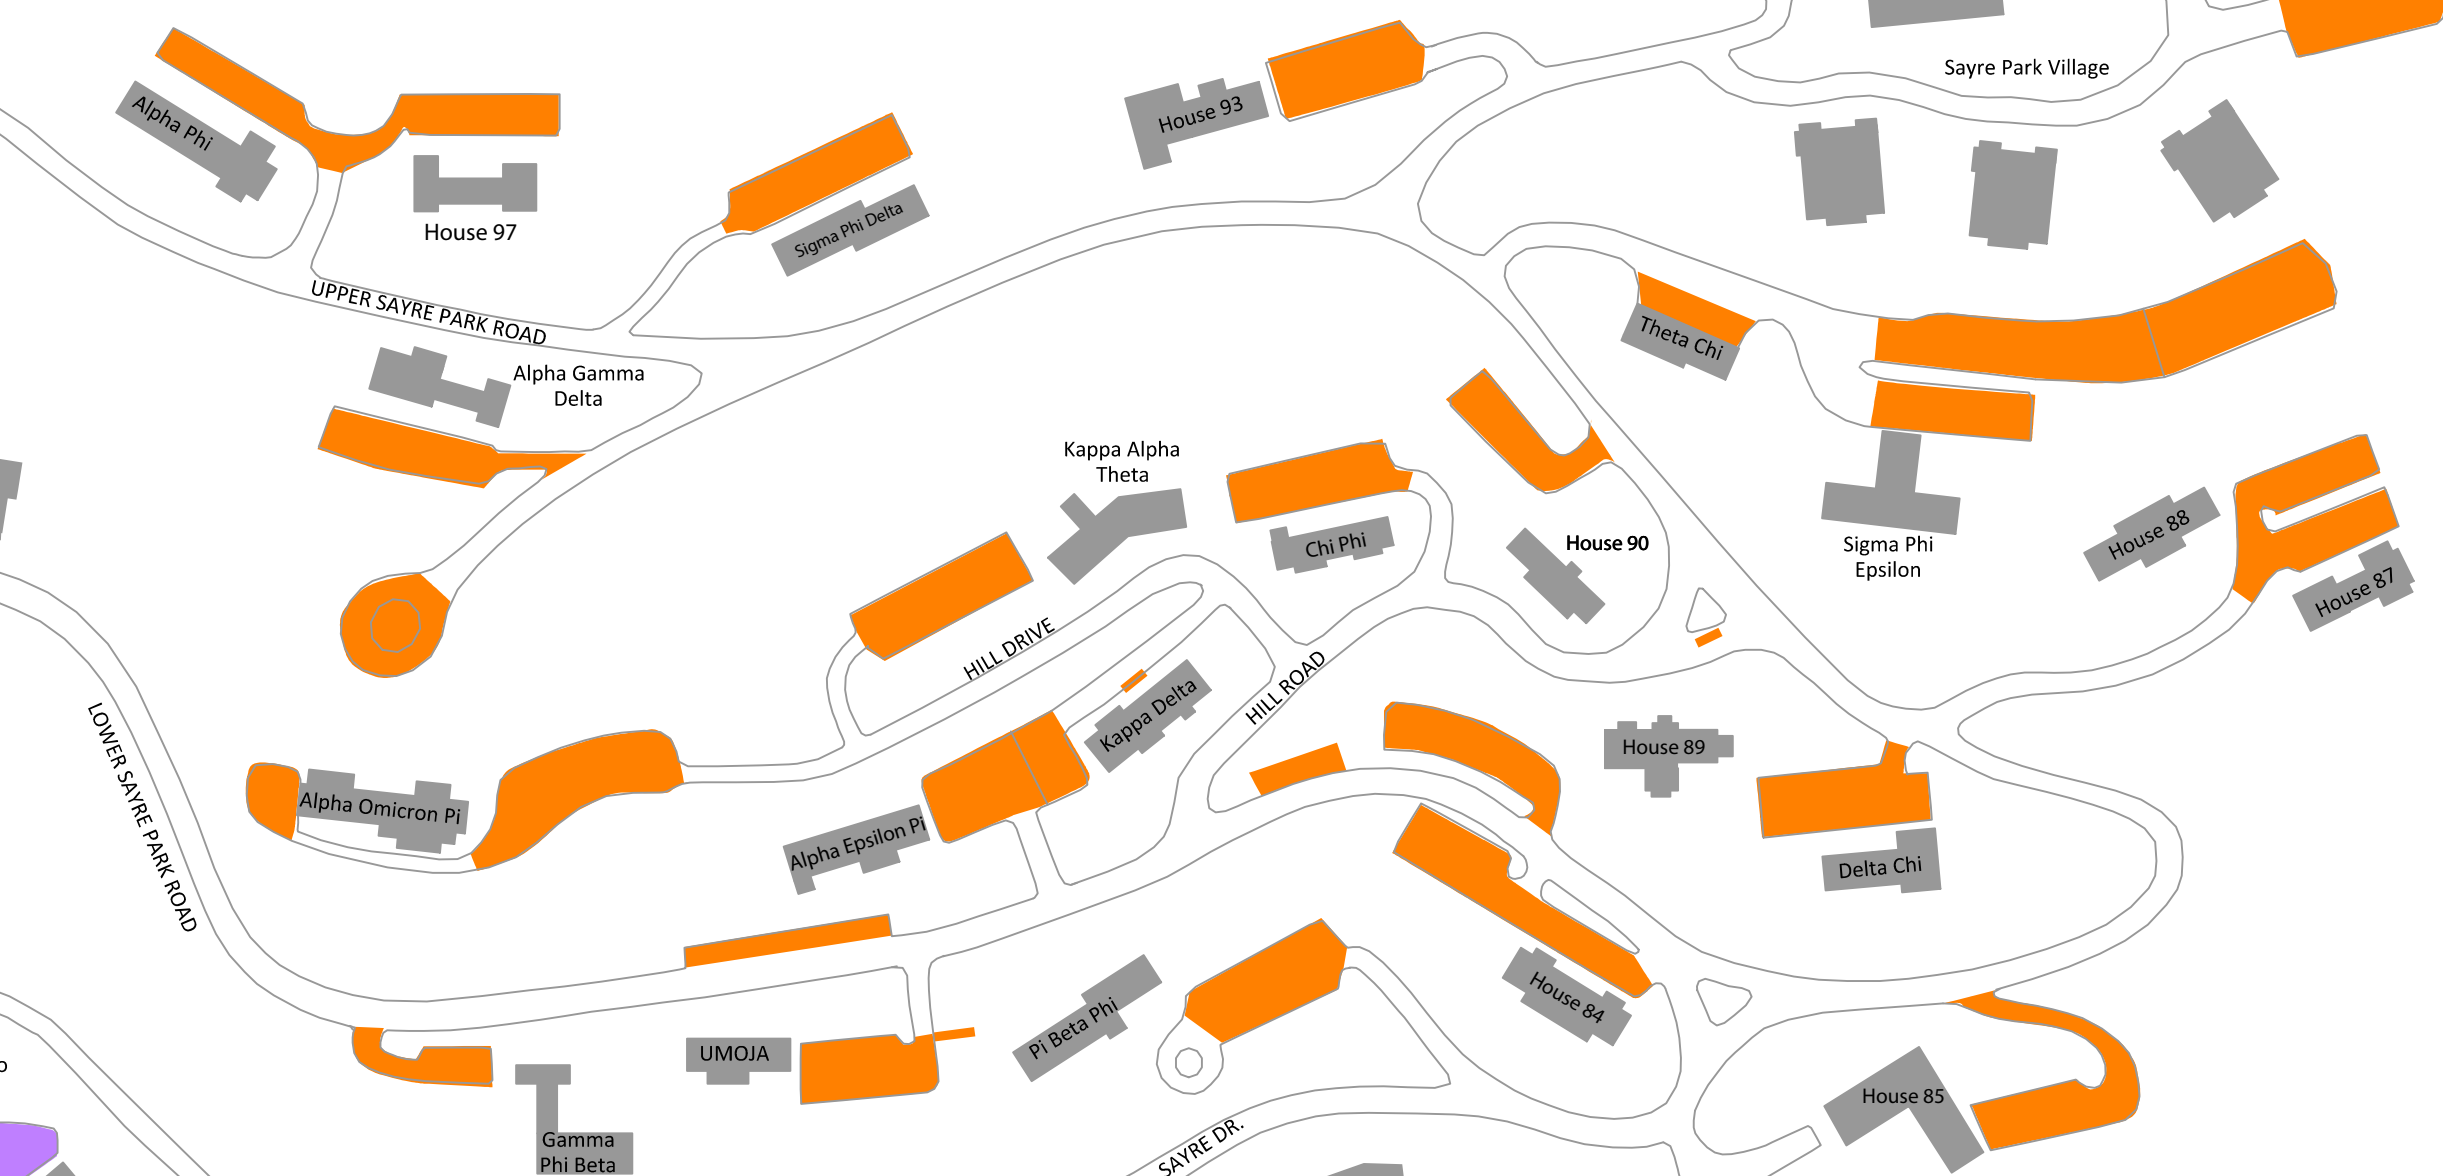 Sayre Park Village
Alpha Phi
House 93
House 97
Sigma Phi Delta
UPPER SAYRE PARK ROAD
Theta Chi
Alpha Gamma
Delta
Kappa Alpha
Theta
Chi Phi
House 90
Sigma Phi
Epsilon
House 88
House 87
HILL DRIVE
HILL ROAD
Kappa Delta
LOWER SAYRE PARK ROAD
House 89
Alpha Omicron Pi
Alpha Epsilon Pi
Delta Chi
House 84
Pi Beta Phi
UMOJA
House 85
Gamma
Phi Beta
SAYRE DR.